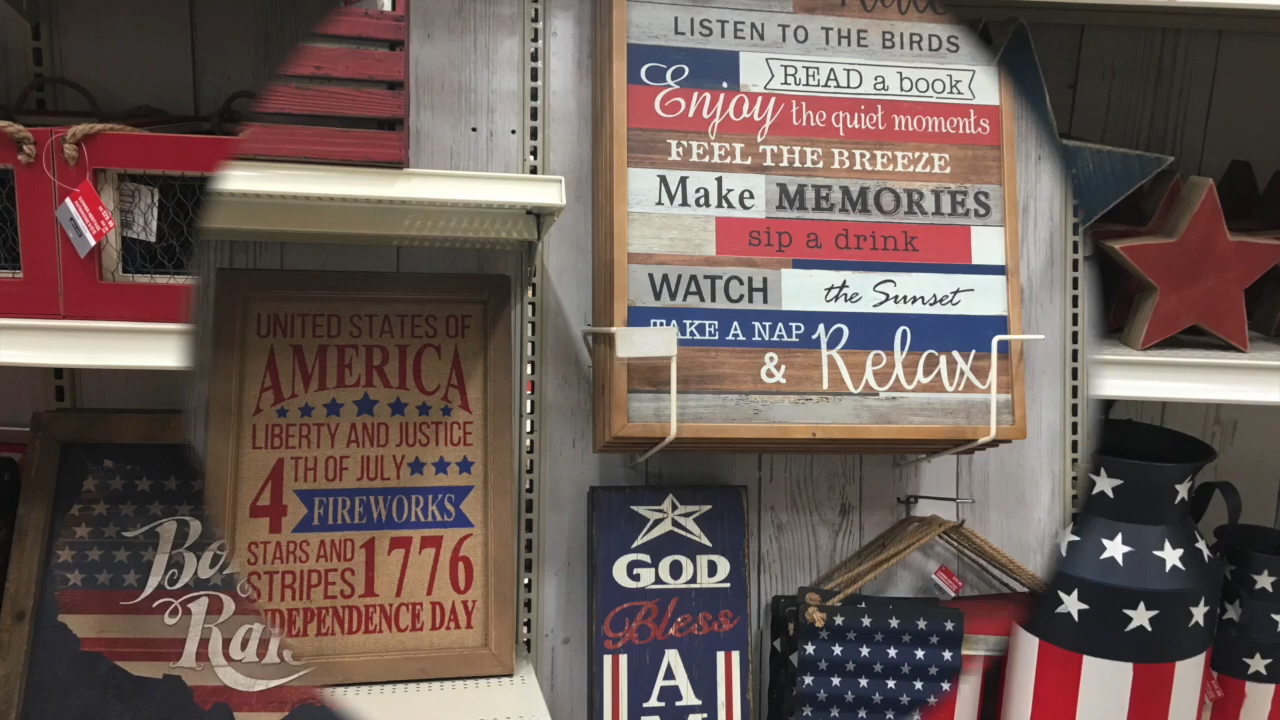 LISTEN TO THE BIRDS
READ a book
Enjoy the quiet moments
FEEL THE BREEZE
Make MEMORIES
sip a drink
WATCH the Sunset
TAKE A NAP
& Relax
UNITED STATES OF
AMERICA
LIBERTY AND JUSTICE
4TH OF JULY
FIREWORKS
STARS AND
STRIPES 1776
INDEPENDENCE DAY
GOD
Bless